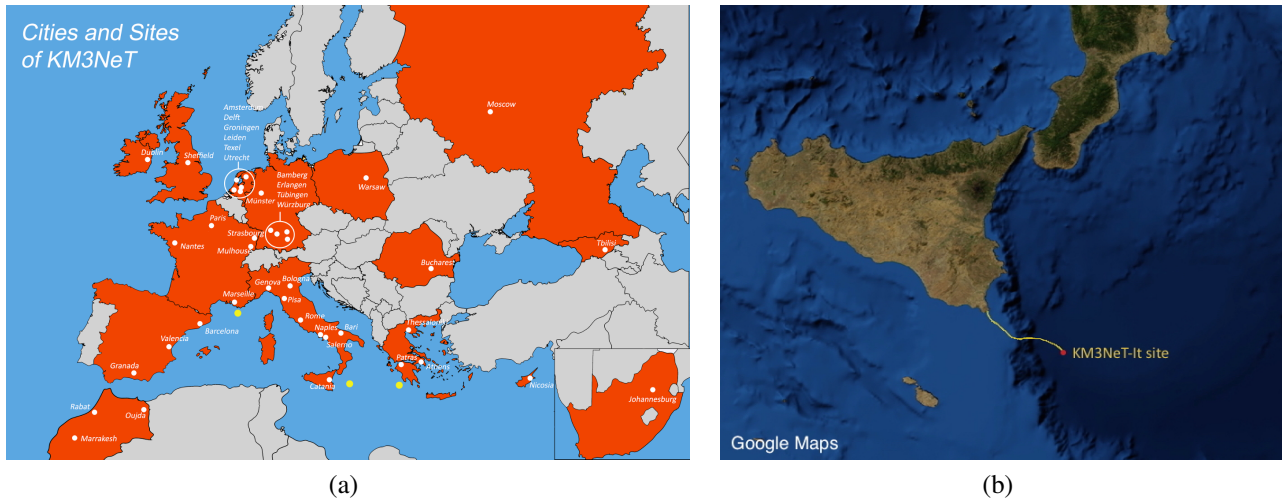 Cities and Sites
of KM3NeT
Moscow
Amsterdam
Delft
Groningen
Leiden
Texel
Utrecht
Dublin
Sheffield
Bamberg
Erlangen
Tübingen
Würzburg
Warsaw
Münster
Paris
Strasbourg
Nantes
Mulhouse
Tbilisi
Bucharest
Genova
Bologna
Marseille
Pisa
Rome
Barcelona
Naples
Bari
Thessaloniki
Valencia
Salerno
Patras
Athens
Granada
Catania
Nicosia
Johannesburg
Rabat
Oujda
Marrakesh
(a)
KM3NeT-It site
Google Maps
(b)